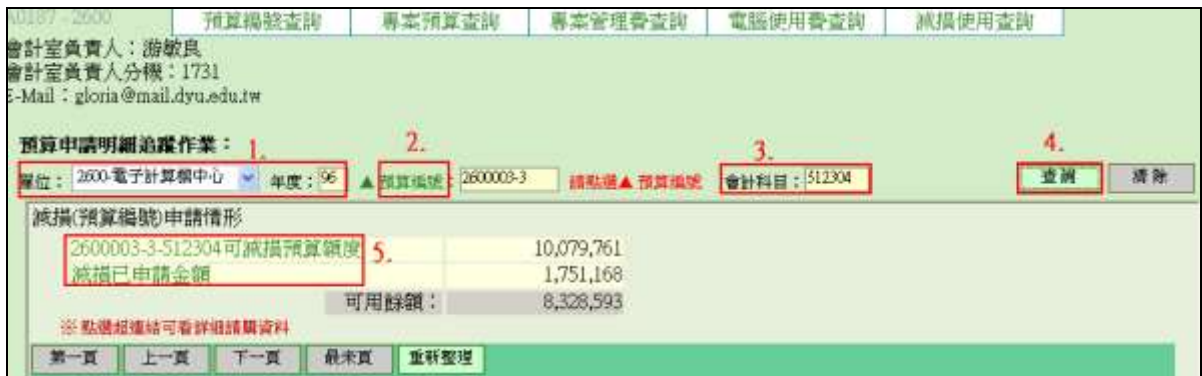 A0187 - 2600 預算編號查詢 專案預算查詢 專案管理費查詢 電腦使用費查詢 減損使用查詢
會計室負責人：游敏良
會計室負責人分機：1731
E-Mail：gloria@mail.dyu.edu.tw
預算申請明細追蹤作業： 1. 2. 3. 4.
單位：2600-電子計算機中心 年度：96 ▲預算編號：2600003-3 請點選▲ 預算編號 會計科目：512304 查詢 清除
減損(預算編號)申請情形
2600003-3-512304可減損預算額度 5. 10,079,761
減損已申請金額 1,751,168
可用餘額： 8,328,593
※ 點選超連結可看詳細請購資料
第一頁 上一頁 下一頁 最末頁 重新整理